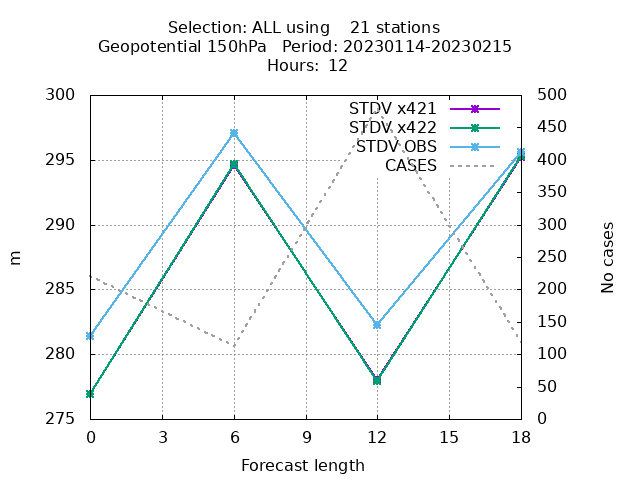 Selection: ALL using    21 stations
Geopotential 150hPa   Period: 20230114-20230215
Hours: 12
300
295
290
285
280
275
m
500
450
400
350
300
250
200
150
100
50
0
No cases
STDV x421
STDV x422
STDV OBS
CASES
0 3 6 9 12 15 18
Forecast length